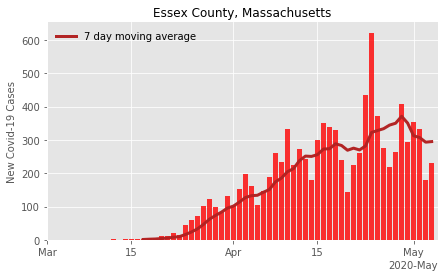 Essex County, Massachusetts
7 day moving average
New Covid-19 Cases
600
500
400
300
200
100
0
Mar 15 Apr 15 May
2020-May